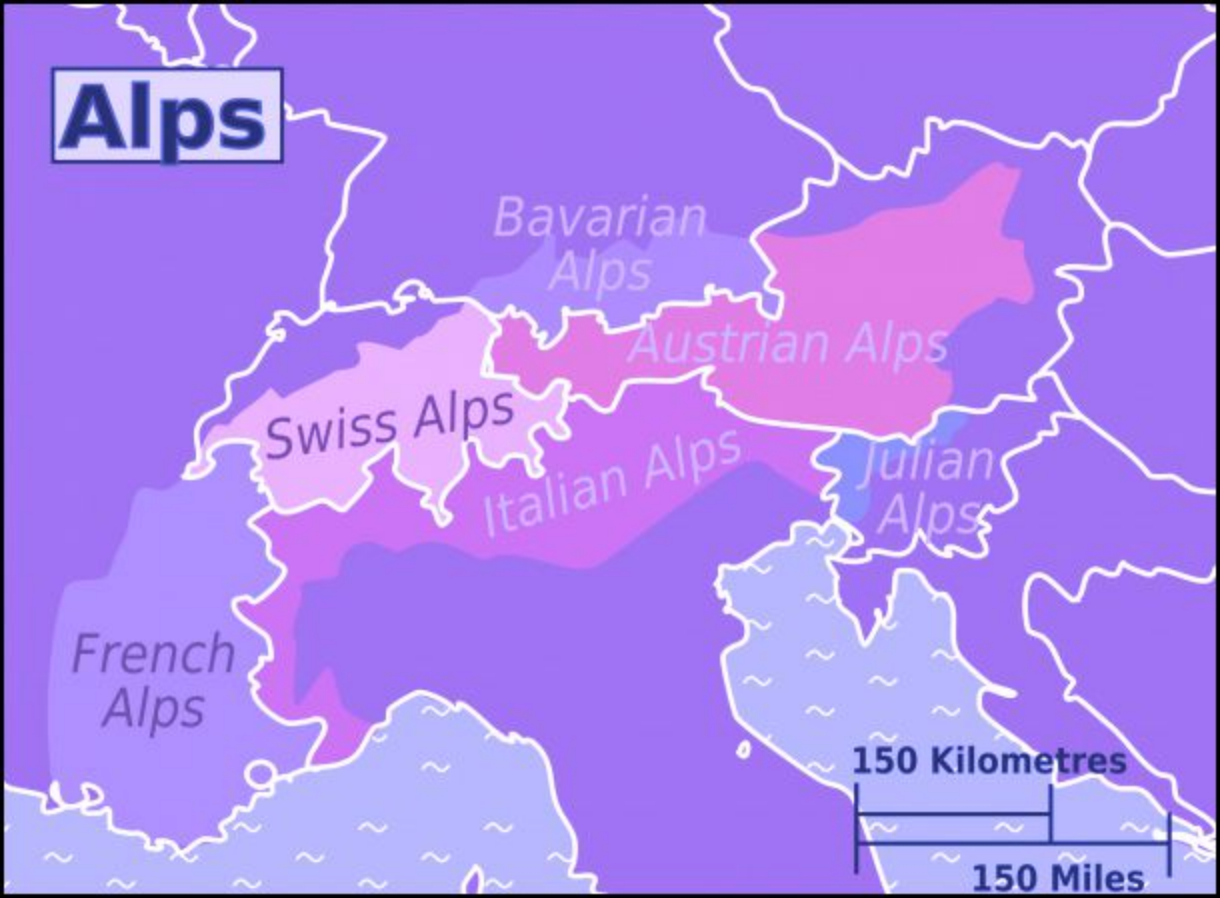 Alps
Bavarian
Alps
Austrian Alps
Swiss Alps
Italian Alps
Julian
Alps
French
Alps
150 Kilometres
150 Miles